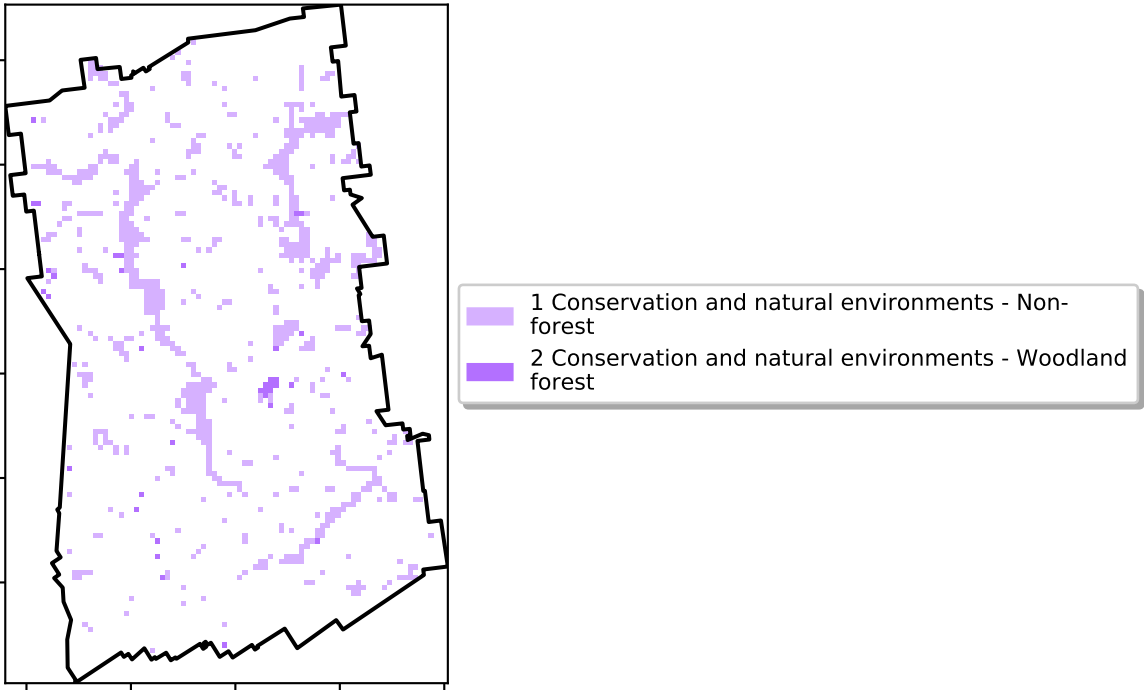 1 Conservation and natural environments - Non-
forest
2 Conservation and natural environments - Woodland
forest